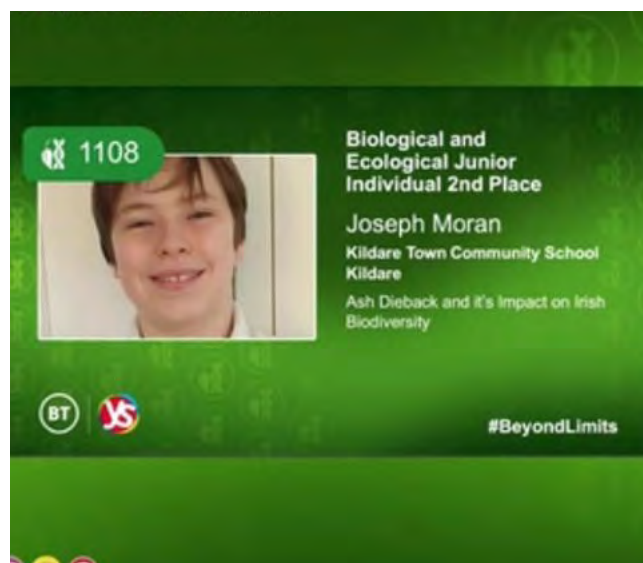 1108
Biological and
Ecological Junior
Individual 2nd Place
Joseph Moran
Kildare Town Community School
Kildare
Ash Dieback and it's Impact on Irish
Biodiversity
BT
YS
#BeyondLimits